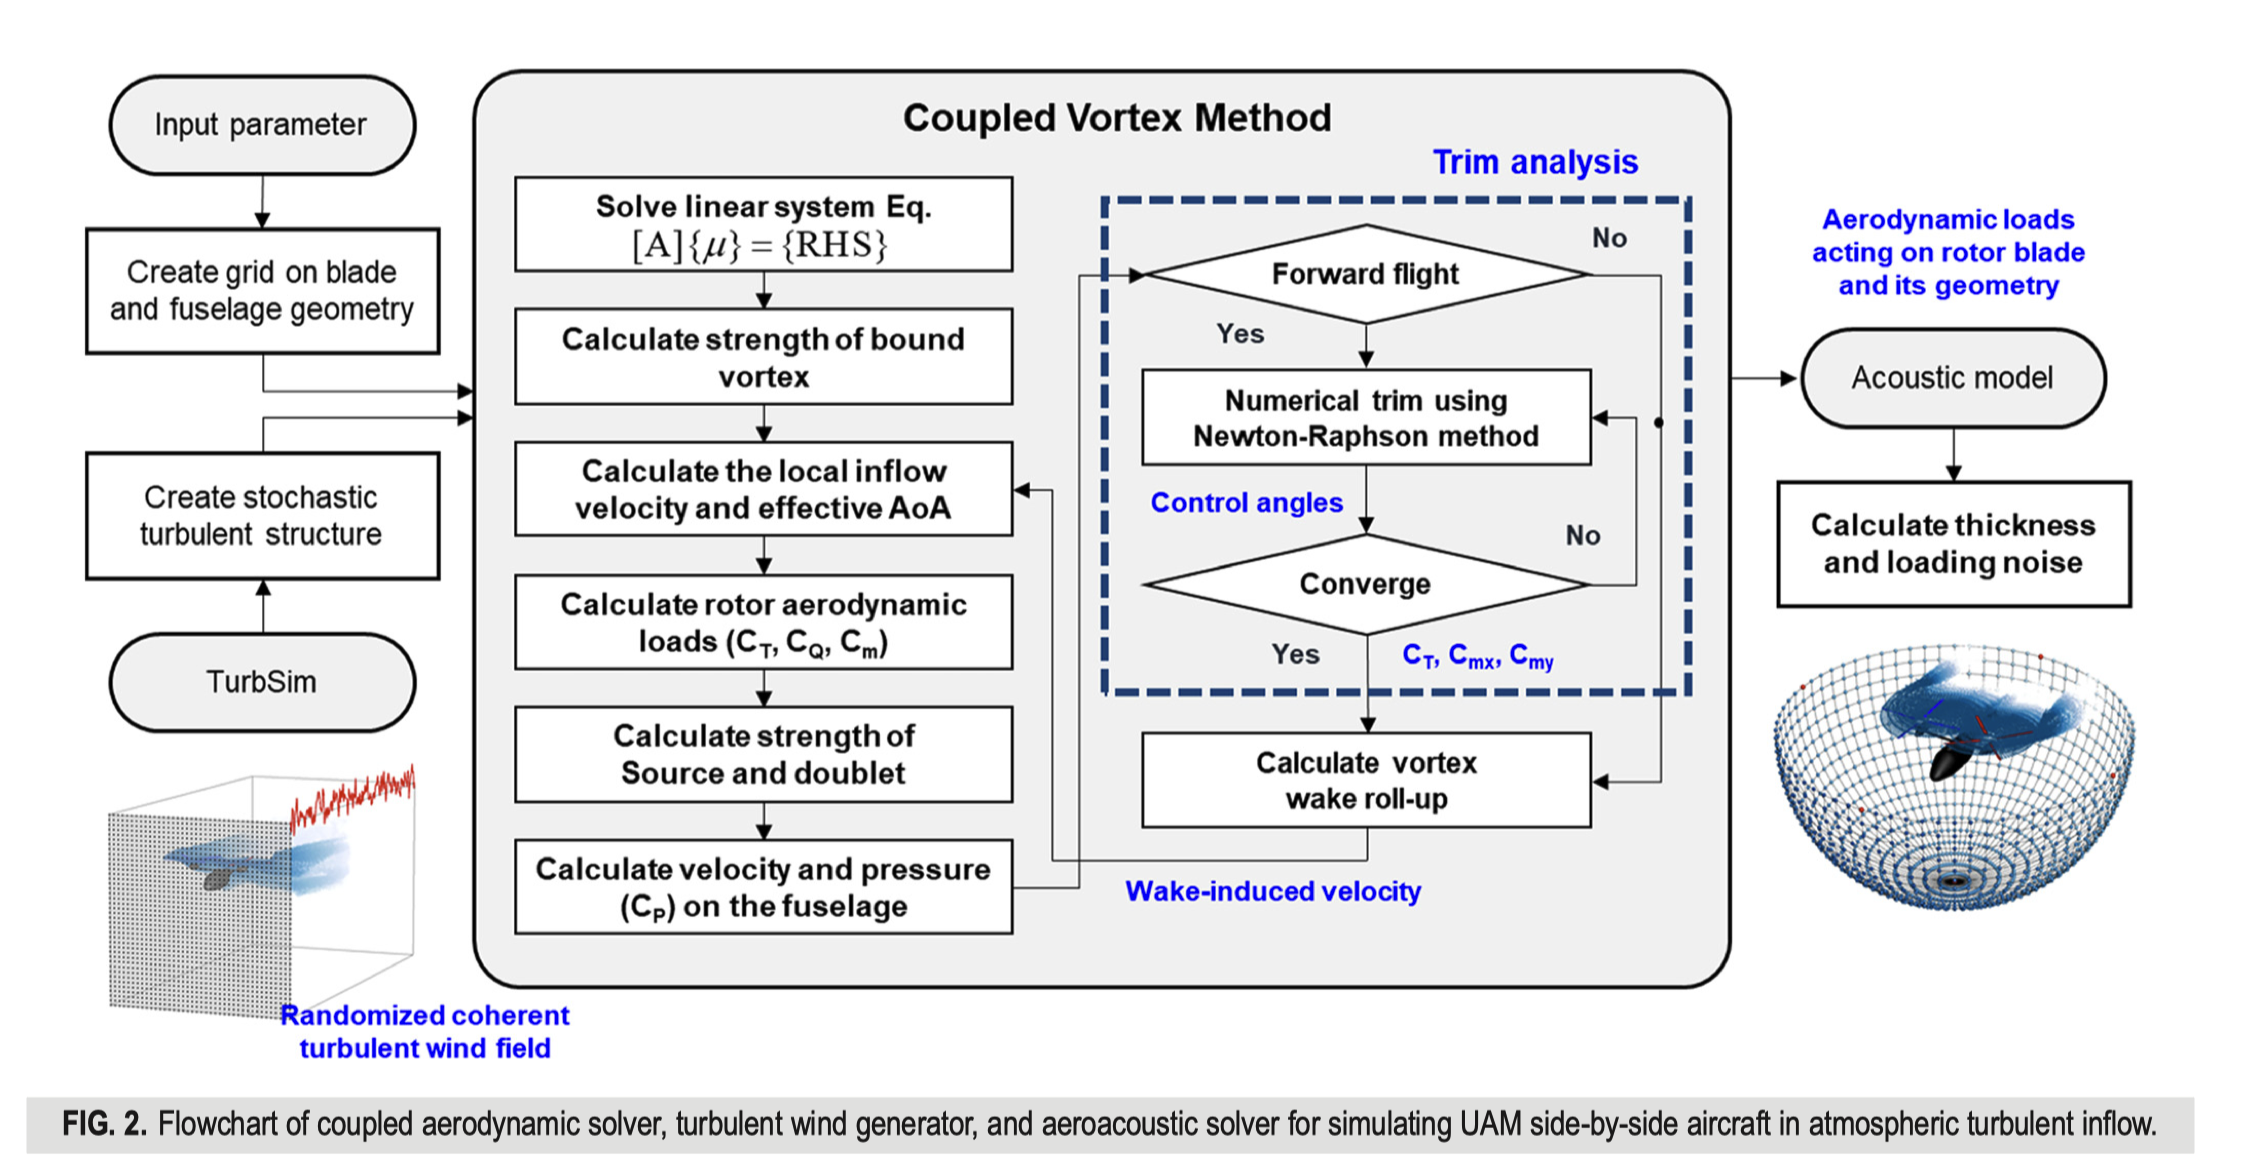 Input parameter
Create grid on blade
and fuselage geometry
Create stochastic
turbulent structure
TurbSim
Randomized coherent
turbulent wind field
Coupled Vortex Method
Solve linear system Eq.
[A]{μ} = {RHS}
Calculate strength of bound
vortex
Calculate the local inflow
velocity and effective AoA
Calculate rotor aerodynamic
loads (C_T, C_Q, C_m)
Calculate strength of
Source and doublet
Calculate velocity and pressure
(C_P) on the fuselage
Trim analysis
Forward flight
No
Yes
Numerical trim using
Newton-Raphson method
Control angles
Converge
No
Yes
C_T, C_mx, C_my
Calculate vortex
wake roll-up
Wake-induced velocity
Aerodynamic loads
acting on rotor blade
and its geometry
Acoustic model
Calculate thickness
and loading noise
FIG. 2. Flowchart of coupled aerodynamic solver, turbulent wind generator, and aeroacoustic solver for simulating UAM side-by-side aircraft in atmospheric turbulent inflow.